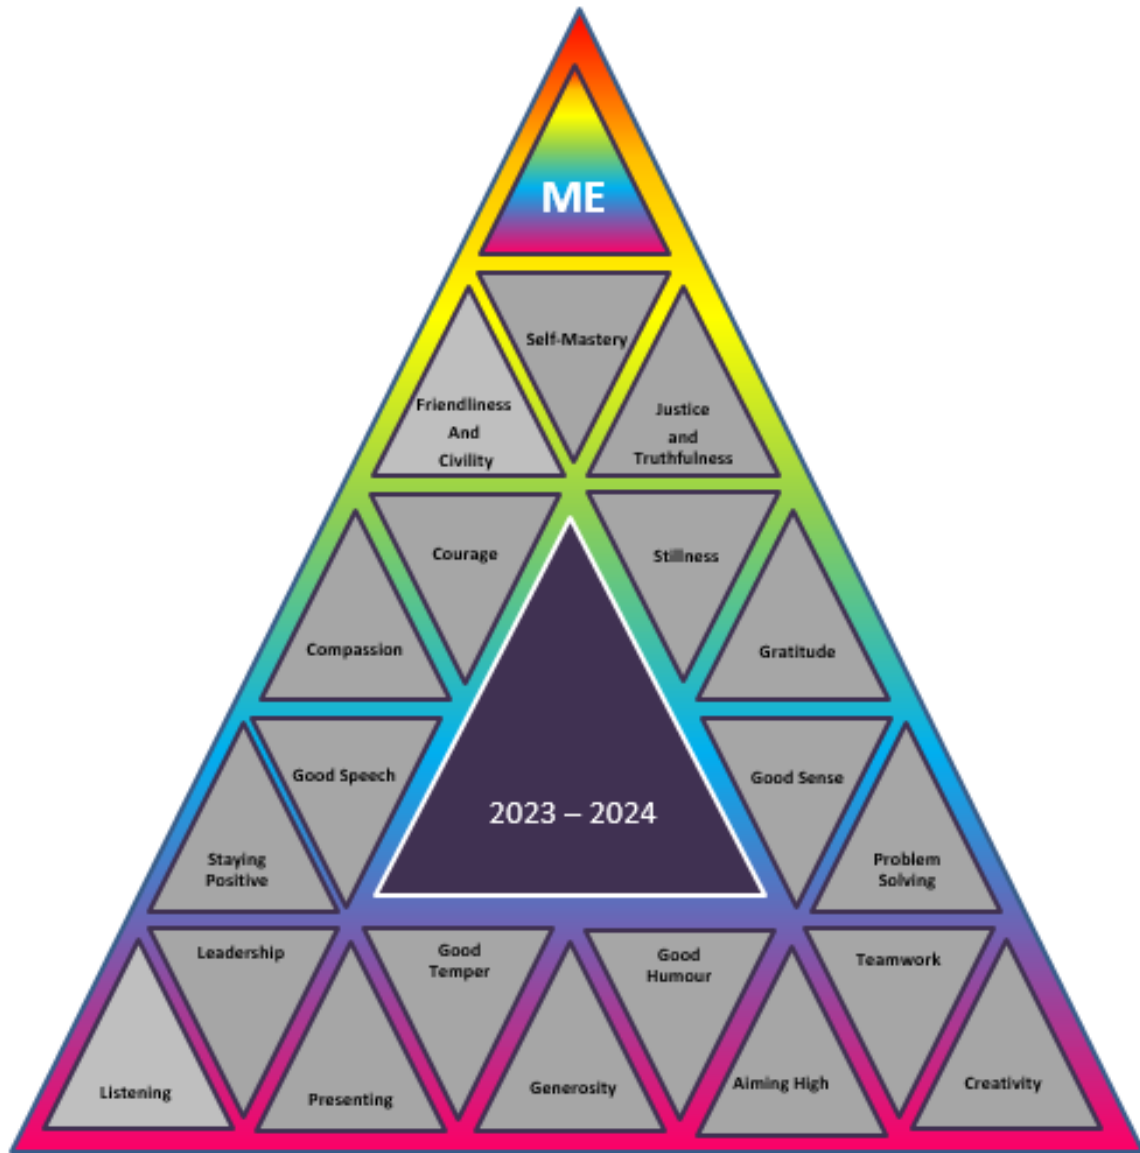 ME
Self-Mastery
Friendliness
And
Civility
Justice
and
Truthfulness
Courage
Stillness
Compassion
Gratitude
Good Speech
Good Sense
2023 – 2024
Staying
Positive
Problem
Solving
Leadership
Good
Temper
Good
Humour
Teamwork
Listening
Presenting
Generosity
Aiming High
Creativity